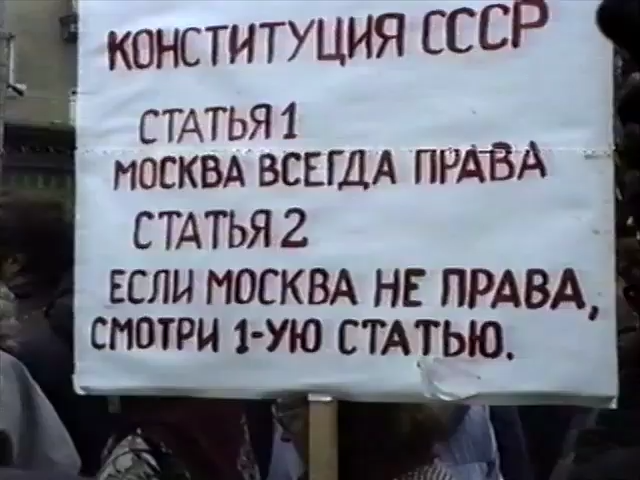 КОНСТИТУЦИЯ СССР
СТАТЬЯ 1
МОСКВА ВСЕГДА ПРАВА
СТАТЬЯ 2
ЕСЛИ МОСКВА НЕ ПРАВА,
СМОТРИ 1-УЮ СТАТЬЮ.